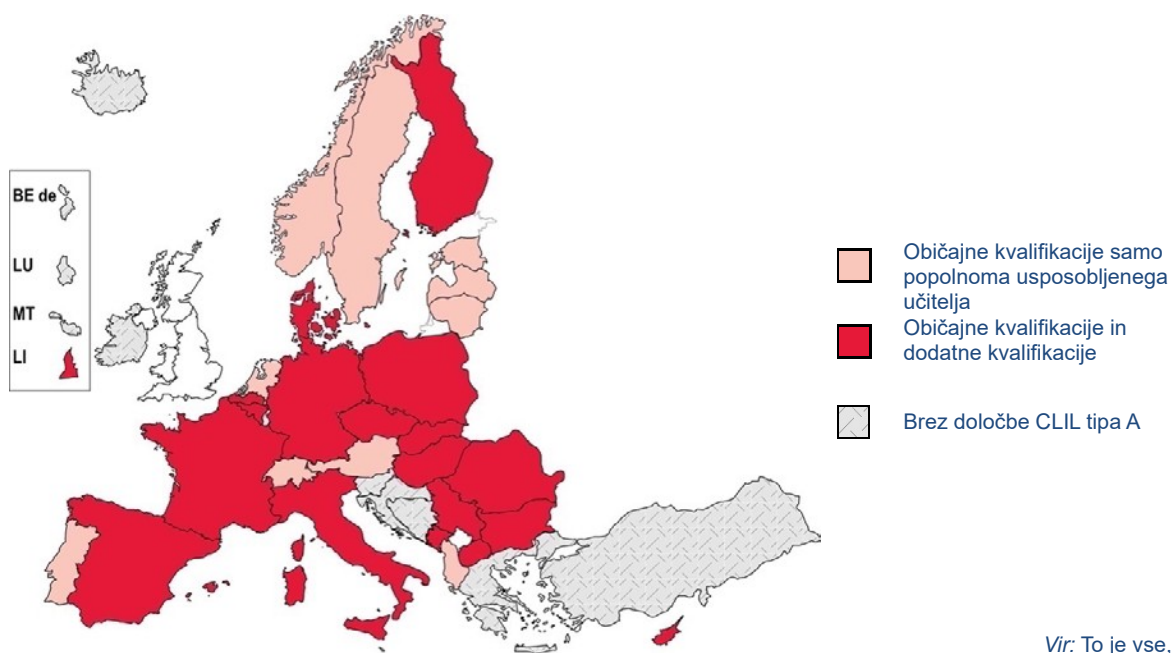 BE de
LU
MT
LI
Običajne kvalifikacije samo
popolnoma usposobljenega
učitelja
Običajne kvalifikacije in
dodatne kvalifikacije
Brez določbe CLIL tipa A
Vir: To je vse,